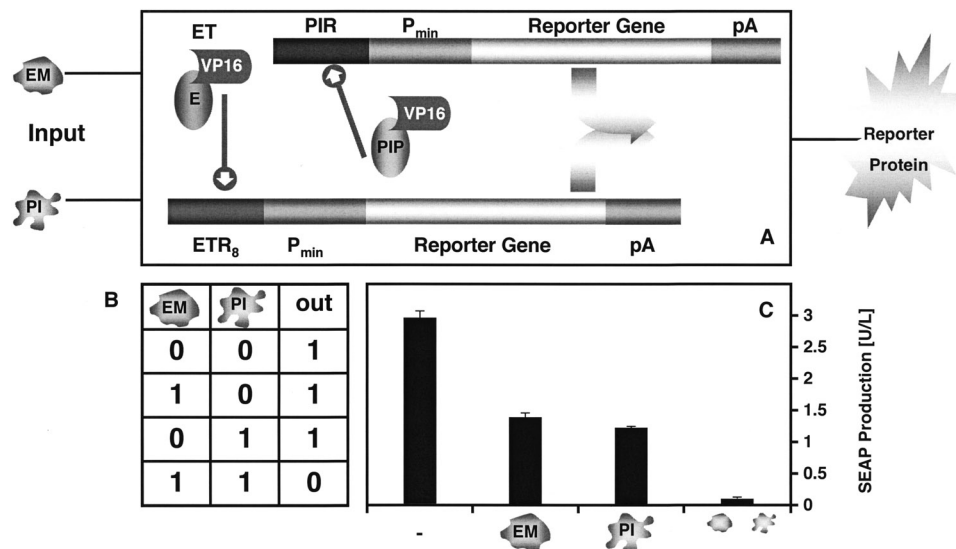 ET
PIR
Pmin
Reporter Gene
pA
EM
VP16
E
VP16
PIP
Input
PI
Reporter
Protein
ETR8
Pmin
Reporter Gene
pA
A
B
EM PI out
0 0 1
1 0 1
0 1 1
1 1 0
C
3
2.5
2
1.5
1
0.5
0
SEAP Production [U/L]
- EM PI